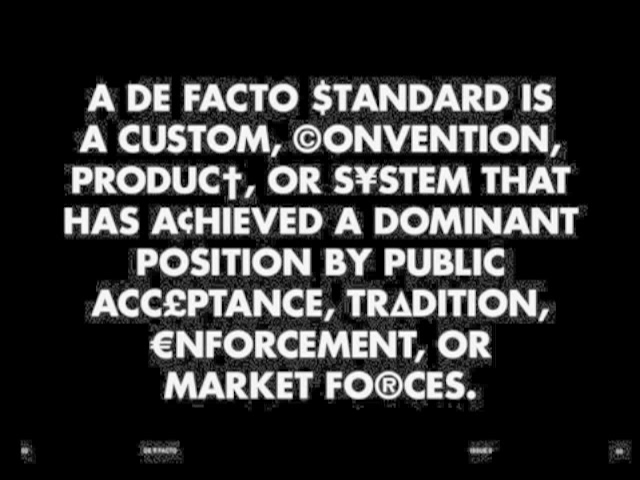 A DE FACTO $TANDARD IS
A CUSTOM, ©ONVENTION,
PRODUC†, OR S¥STEM THAT
HAS A¢HIEVED A DOMINANT
POSITION BY PUBLIC
ACC£PTANCE, TR∆DITION,
€NFORCEMENT, OR
MARKET FO®CES.